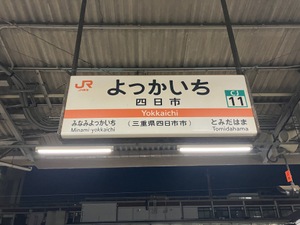 JR
よっかいち
四日市
Yokkaichi
CJ
11
みなみよっかいち
Minami-yokkaichi
(三重県四日市市)
とみだはま
Tomidahama